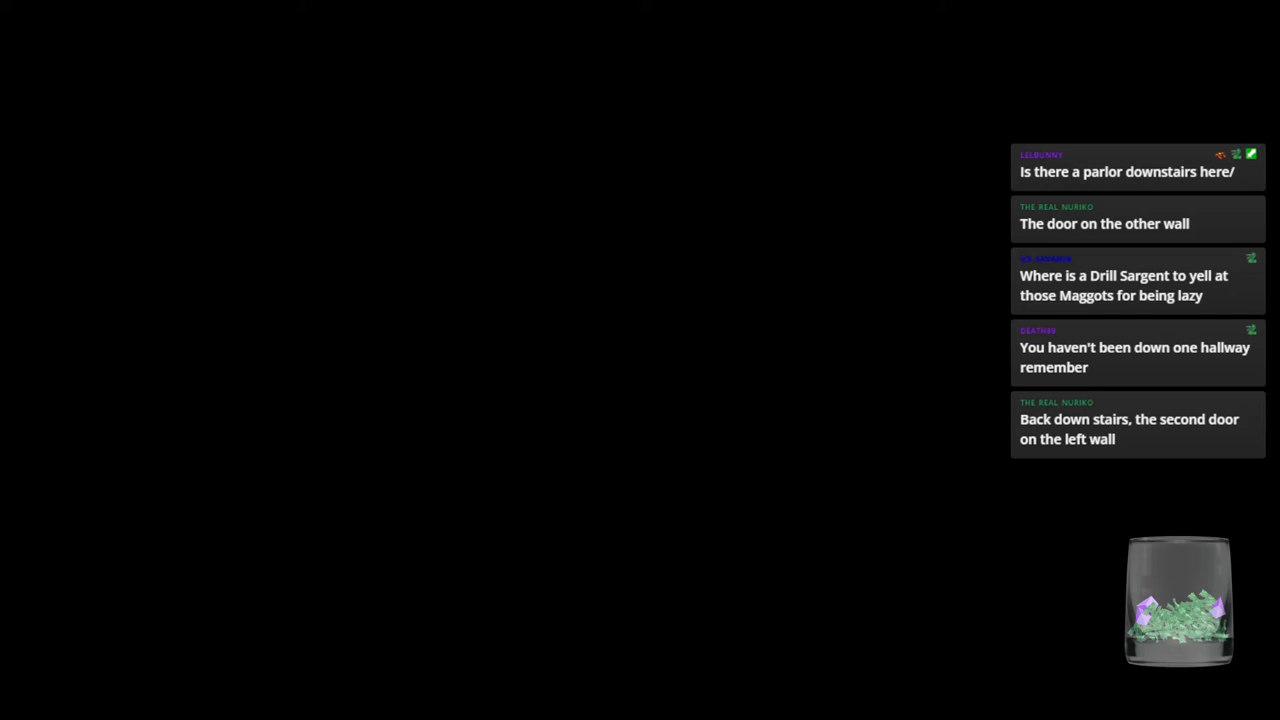 LELBUNNY
Is there a parlor downstairs here/
THE REAL NURIKO
The door on the other wall
Where is a Drill Sargent to yell at
those Maggots for being lazy
DEATH99
You haven't been down one hallway
remember
THE REAL NURIKO
Back down stairs, the second door
on the left wall